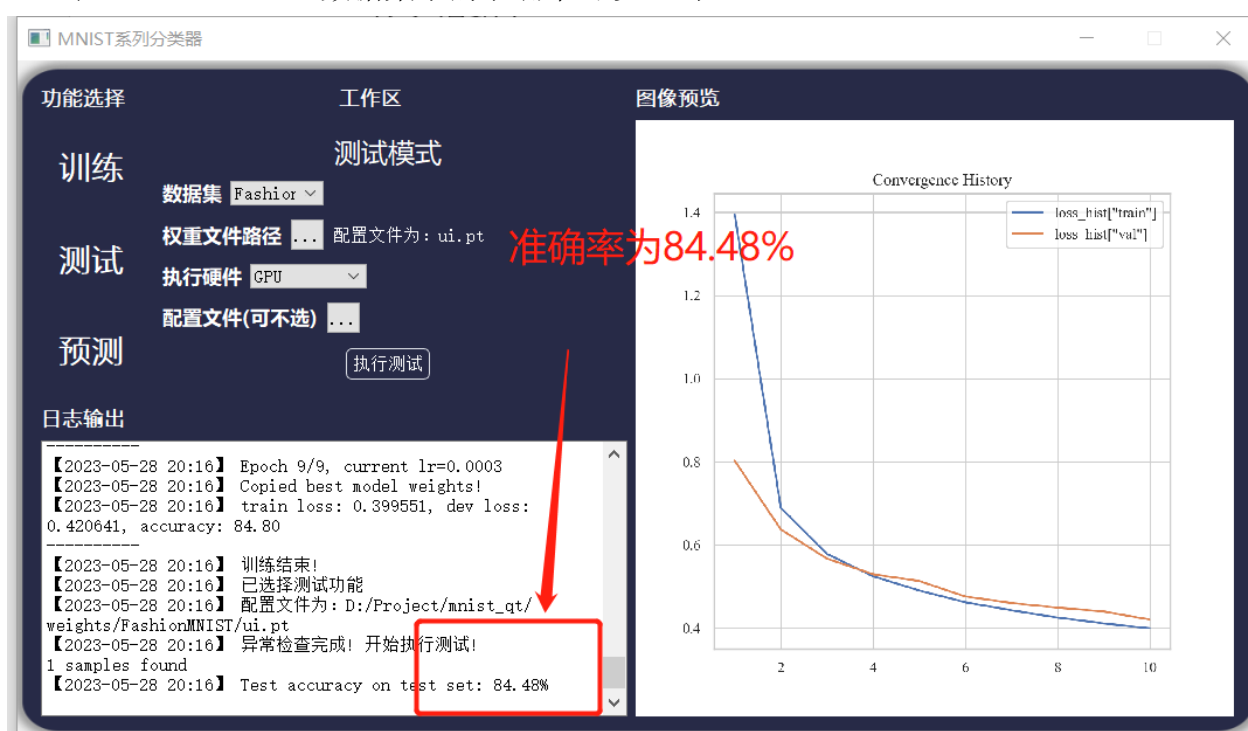 MNIST系列分类器
功能选择
工作区
图像预览
训练
测试
预测
测试模式
数据集 Fashior
权重文件路径 ... 配置文件为：ui.pt
执行硬件 GPU
配置文件(可不选) ...
执行测试
准确率为84.48%
日志输出
----------
【2023-05-28 20:16】 Epoch 9/9, current lr=0.0003
【2023-05-28 20:16】 Copied best model weights!
【2023-05-28 20:16】 train loss: 0.399551, dev loss:
0.420641, accuracy: 84.80
----------
【2023-05-28 20:16】 训练结束!
【2023-05-28 20:16】 已选择测试功能
【2023-05-28 20:16】 配置文件为：D:/Project/mnist_qt/
weights/FashionMNIST/ui.pt
【2023-05-28 20:16】 异常检查完成! 开始执行测试!
1 samples found
【2023-05-28 20:16】 Test accuracy on test set: 84.48%
Convergence History
loss_hist["train"]
loss_hist["val"]
1.4
1.2
1.0
0.8
0.6
0.4
2 4 6 8 10